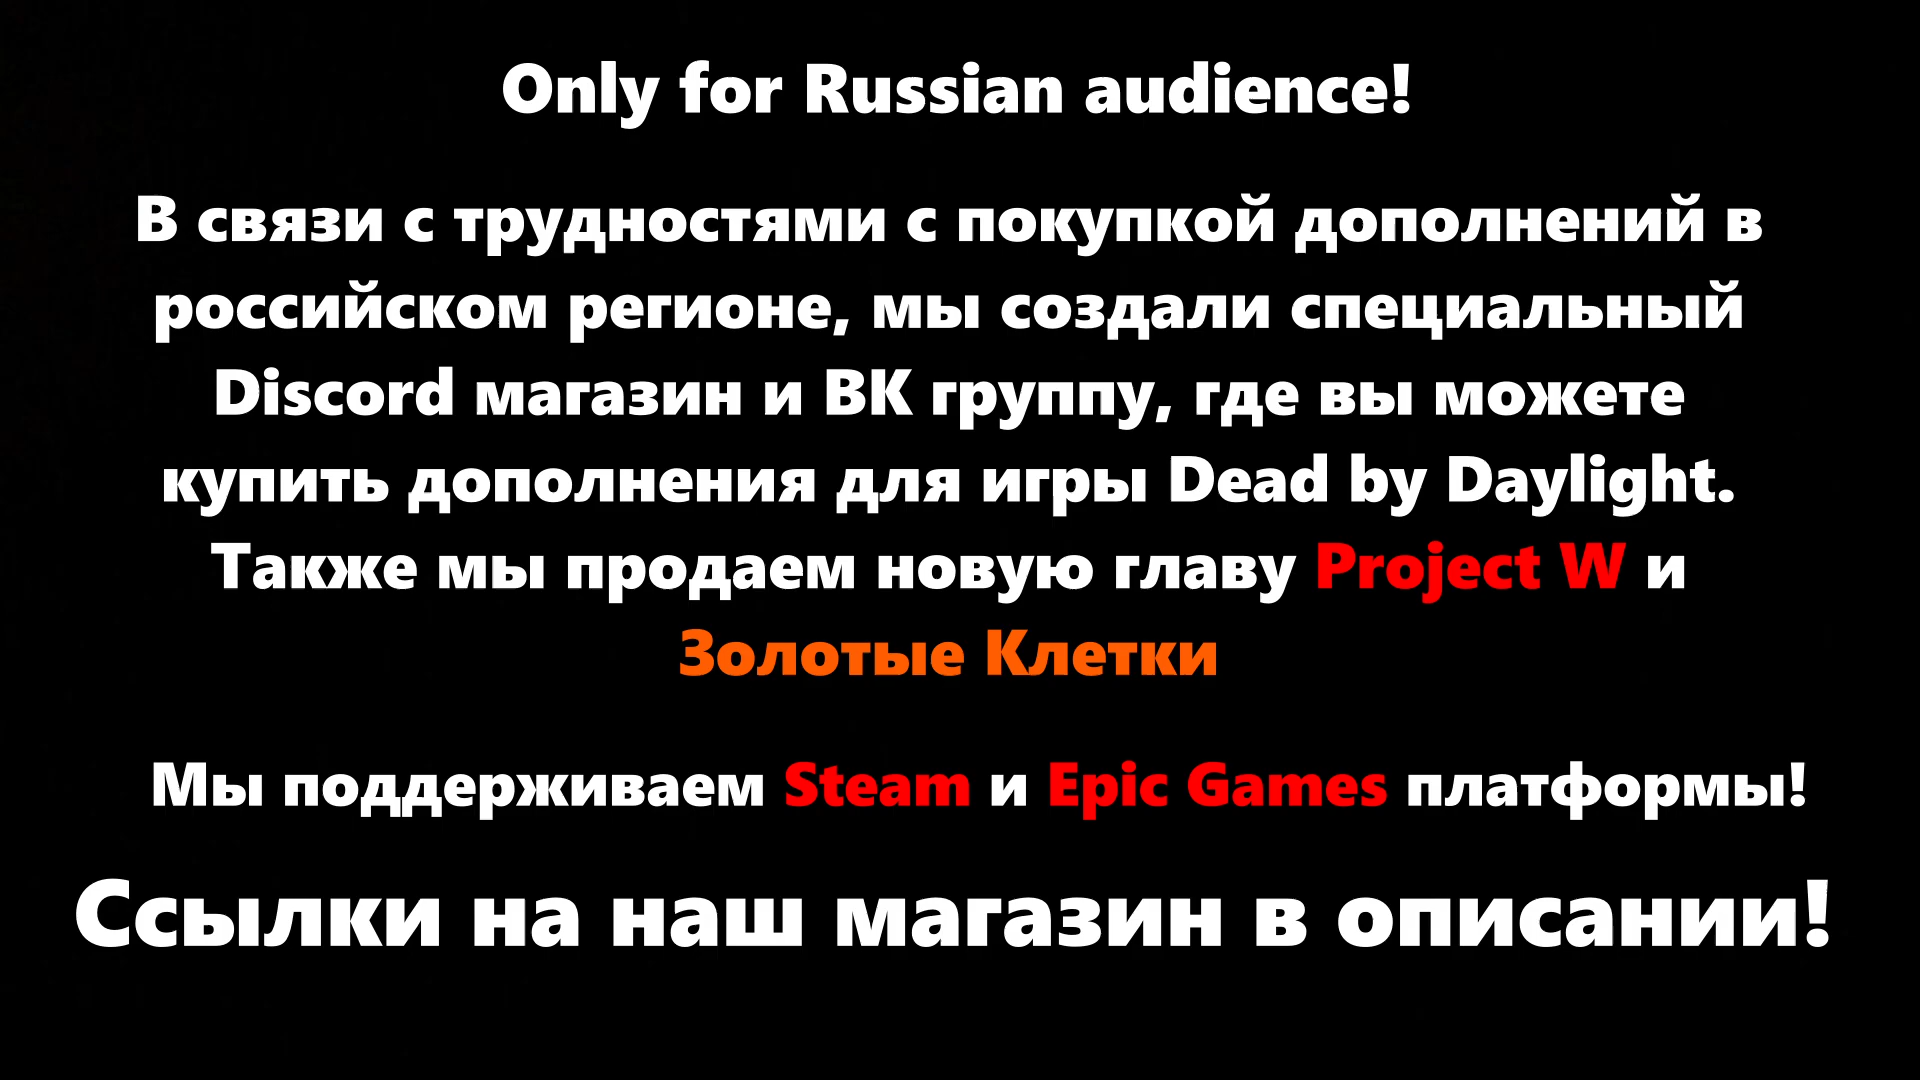 Only for Russian audience!
В связи с трудностями с покупкой дополнений в
российском регионе, мы создали специальный
Discord магазин и ВК группу, где вы можете
купить дополнения для игры Dead by Daylight.
Также мы продаем новую главу Project W и
Золотые Клетки
Мы поддерживаем Steam и Epic Games платформы!
Ссылки на наш магазин в описании!